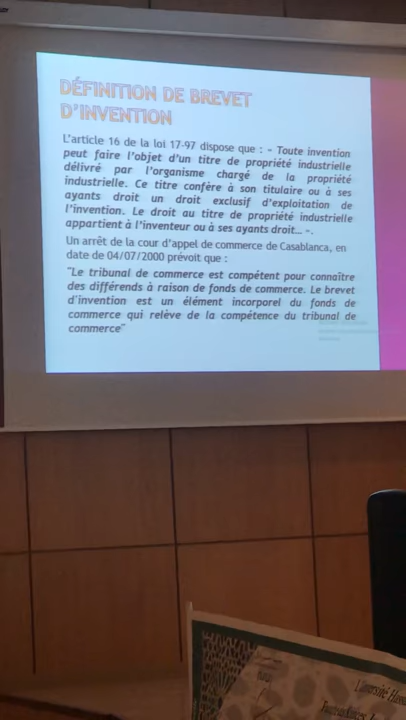 DÉFINITION DE BREVET
D'INVENTION
L'article 16 de la loi 17-97 dispose que : « Toute invention
peut faire l'objet d'un titre de propriété industrielle
délivré par l'organisme chargé de la propriété
industrielle. Ce titre confère à son titulaire ou à ses
ayants droit un droit exclusif d'exploitation de
l'invention. Le droit au titre de propriété industrielle
appartient à l'inventeur ou à ses ayants droit… ».
Un arrêt de la cour d'appel de commerce de Casablanca, en
date de 04/07/2000 prévoit que :
"Le tribunal de commerce est compétent pour connaître
des différends à raison de fonds de commerce. Le brevet
d'invention est un élément incorporel du fonds de
commerce qui relève de la compétence du tribunal de
commerce"